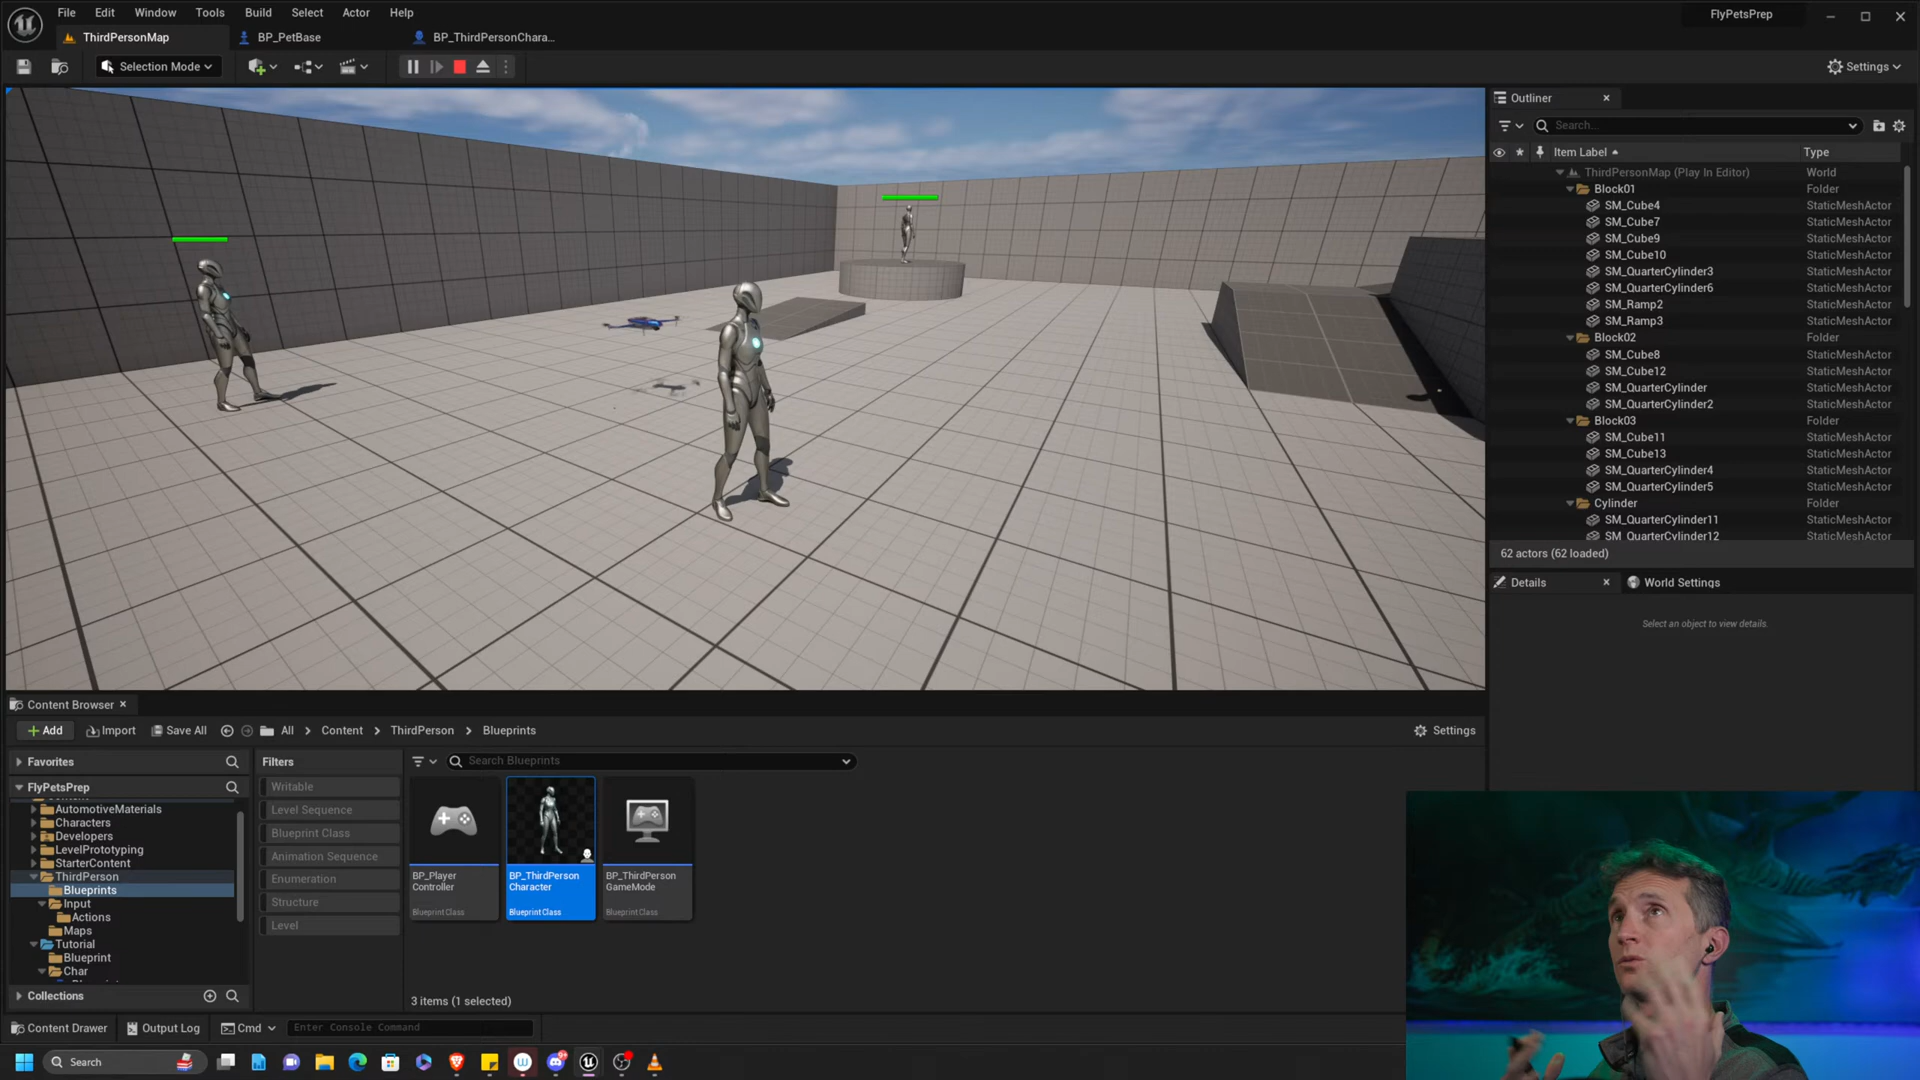 File Edit Window Tools Build Select Actor Help
FlyPetsPrep
ThirdPersonMap
BP_PetBase
BP_ThirdPersonChara...
Selection Mode
Settings
Outliner
Search...
Item Label
Type
ThirdPersonMap (Play In Editor) World
Block01 Folder
SM_Cube4 StaticMeshActor
SM_Cube7 StaticMeshActor
SM_Cube9 StaticMeshActor
SM_Cube10 StaticMeshActor
SM_QuarterCylinder3 StaticMeshActor
SM_QuarterCylinder6 StaticMeshActor
SM_Ramp2 StaticMeshActor
SM_Ramp3 StaticMeshActor
Block02 Folder
SM_Cube8 StaticMeshActor
SM_Cube12 StaticMeshActor
SM_QuarterCylinder StaticMeshActor
SM_QuarterCylinder2 StaticMeshActor
Block03 Folder
SM_Cube11 StaticMeshActor
SM_Cube13 StaticMeshActor
SM_QuarterCylinder4 StaticMeshActor
SM_QuarterCylinder5 StaticMeshActor
Cylinder Folder
SM_QuarterCylinder11 StaticMeshActor
SM_QuarterCylinder12 StaticMeshActor
62 actors (62 loaded)
Details
World Settings
Select an object to view details.
Content Browser
Add Import Save All All Content ThirdPerson Blueprints
Settings
Favorites
FlyPetsPrep
AutomotiveMaterials
Characters
Developers
LevelPrototyping
StarterContent
ThirdPerson
Blueprints
Input
Actions
Maps
Tutorial
Blueprint
Char
Collections
Filters
Writable
Level Sequence
Blueprint Class
Animation Sequence
Enumeration
Structure
Level
Search Blueprints
BP_Player
Controller
Blueprint Class
BP_ThirdPerson
Character
Blueprint Class
BP_ThirdPerson
GameMode
Blueprint Class
3 items (1 selected)
Content Drawer
Output Log
Cmd
Enter Console Command
Search